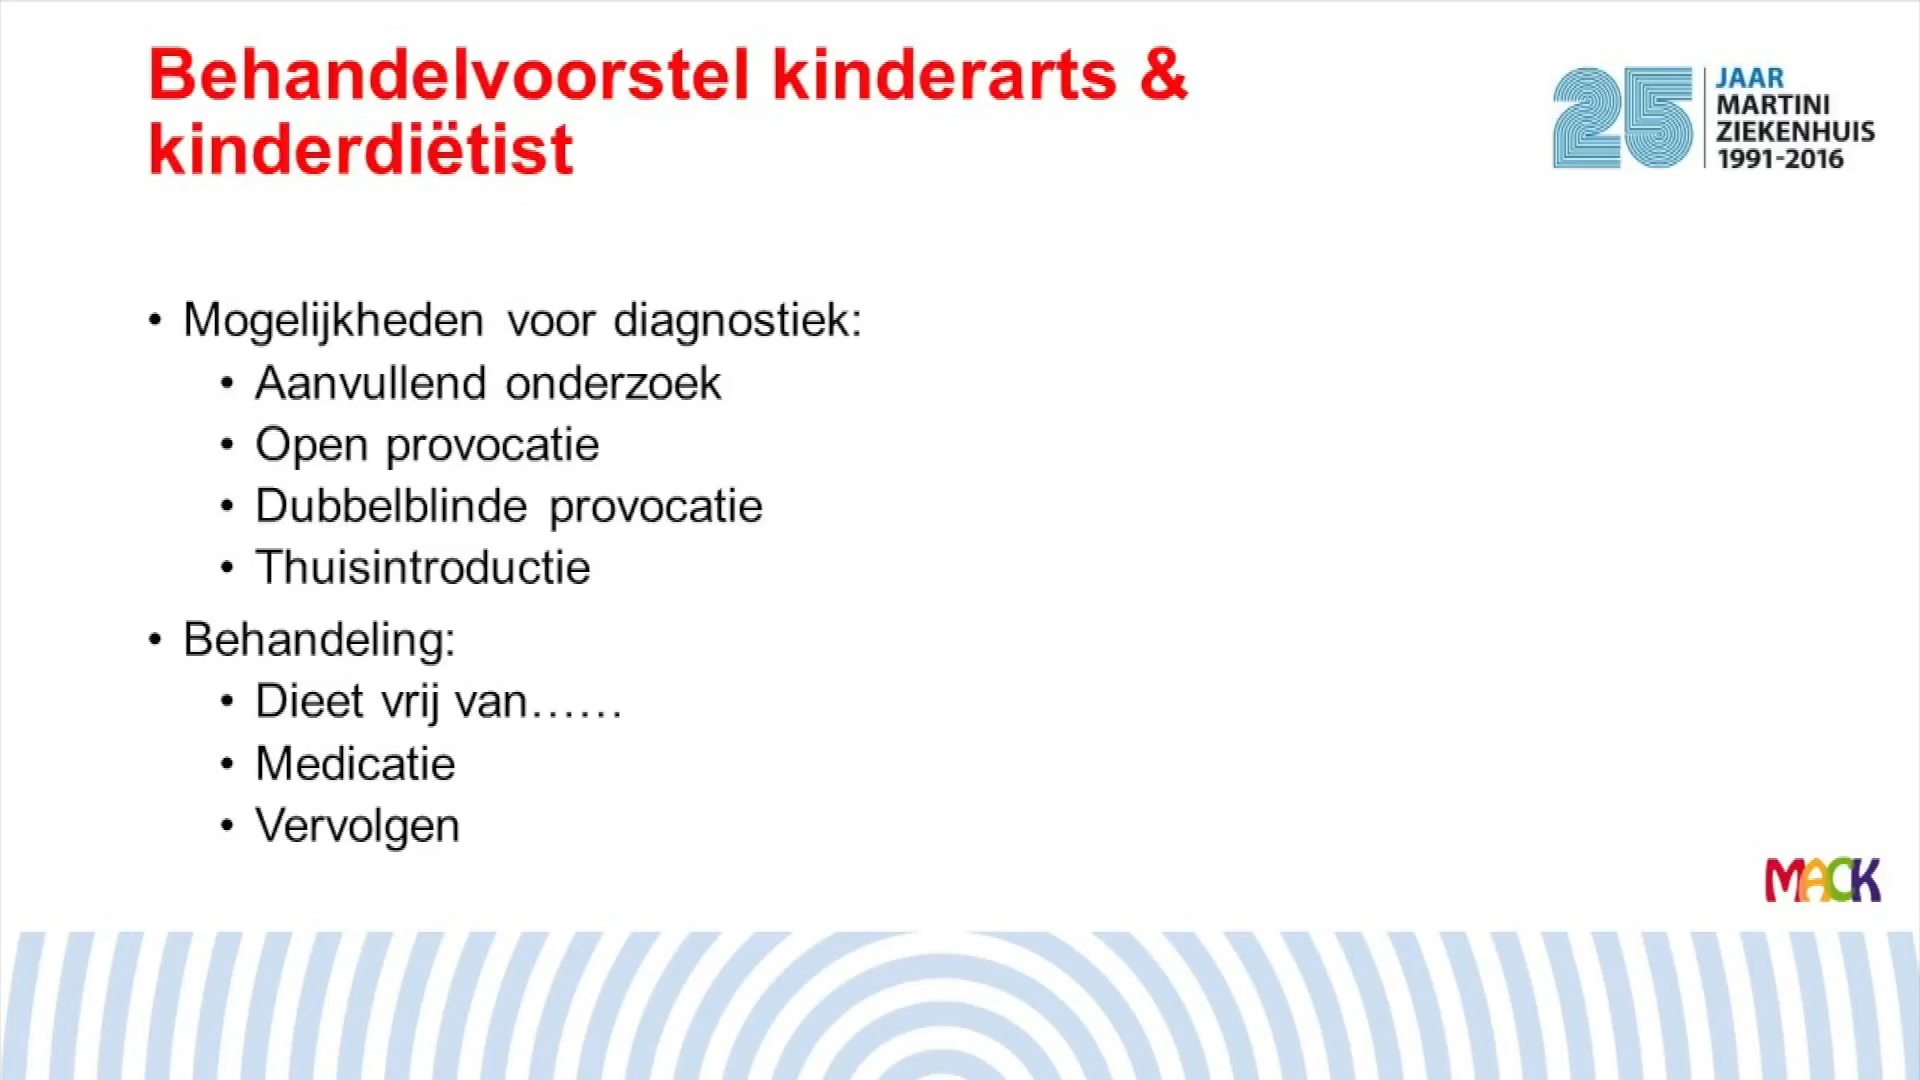 Behandelvoorstel kinderarts &
kinderdiëtist
25
JAAR
MARTINI
ZIEKENHUIS
1991-2016
• Mogelijkheden voor diagnostiek:
• Aanvullend onderzoek
• Open provocatie
• Dubbelblinde provocatie
• Thuisintroductie
• Behandeling:
• Dieet vrij van......
• Medicatie
• Vervolgen
MACK